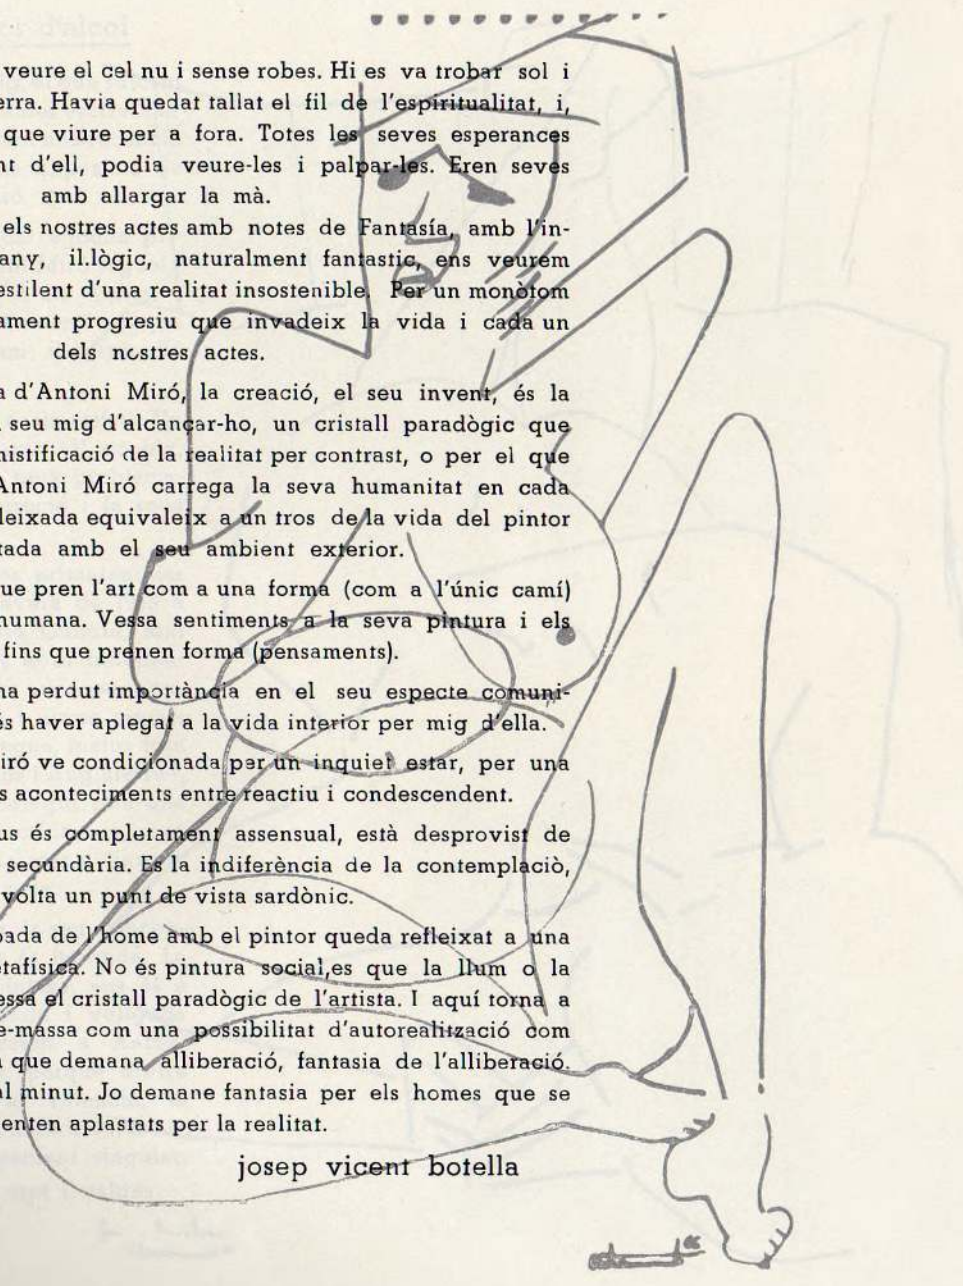 veure el cel nu i sense robes. Hi es va trobar sol i
erra. Havia quedat tallat el fil de l'espiritualitat, i,
que viure per a fora. Totes les seves esperances
nt d'ell, podia veure-les i palpar-les. Eren seves
amb allargar la mà.
els nostres actes amb notes de Fantasía, amb l'in-
any, il.lògic, naturalment fantastic, ens veurem
estilent d'una realitat insostenible. Per un monòtom
ament progresiu que invadeix la vida i cada un
dels nostres actes.
a d'Antoni Miró, la creació, el seu invent, és la
seu mig d'alcançar-ho, un cristall paradògic que
nistificació de la realitat per contrast, o per el que
Antoni Miró carrega la seva humanitat en cada
leixada equivaleix a un tros de la vida del pintor
tada amb el seu ambient exterior.
ue pren l'art com a una forma (com a l'únic camí)
humana. Vessa sentiments a la seva pintura i els
fins que prenen forma (pensaments).
na perdut importància en el seu especte comuni-
és haver aplegat a la vida interior per mig d'ella.
iró ve condicionada per un inquiet estar, per una
s aconteciments entre reactiu i condescendent.
us és completament assensual, està desprovist de
secundària. Es la indiferència de la contemplació,
volta un punt de vista sardònic.
pada de l'home amb el pintor queda refleixat a una
etafísica. No és pintura social,es que la llum o la
essa el cristall paradògic de l'artista. I aquí torna a
e-massa com una possibilitat d'autorealització com
a que demana alliberació, fantasia de l'alliberació.
al minut. Jo demane fantasia per els homes que se
enten aplastats per la realitat.
josep vicent botella